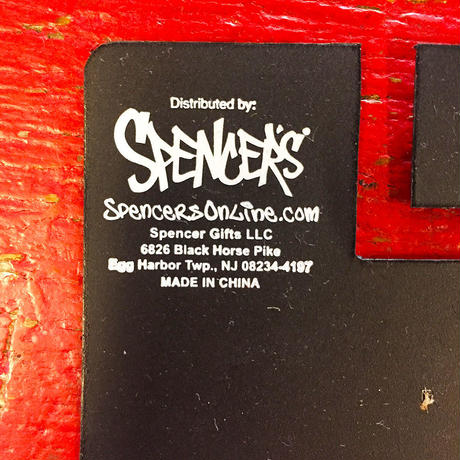 Distributed by:
SPENCER'S
SPENCERSONLINE.COM
Spencer Gifts LLC
6826 Black Horse Pike
Egg Harbor Twp., NJ 08234-4197
MADE IN CHINA